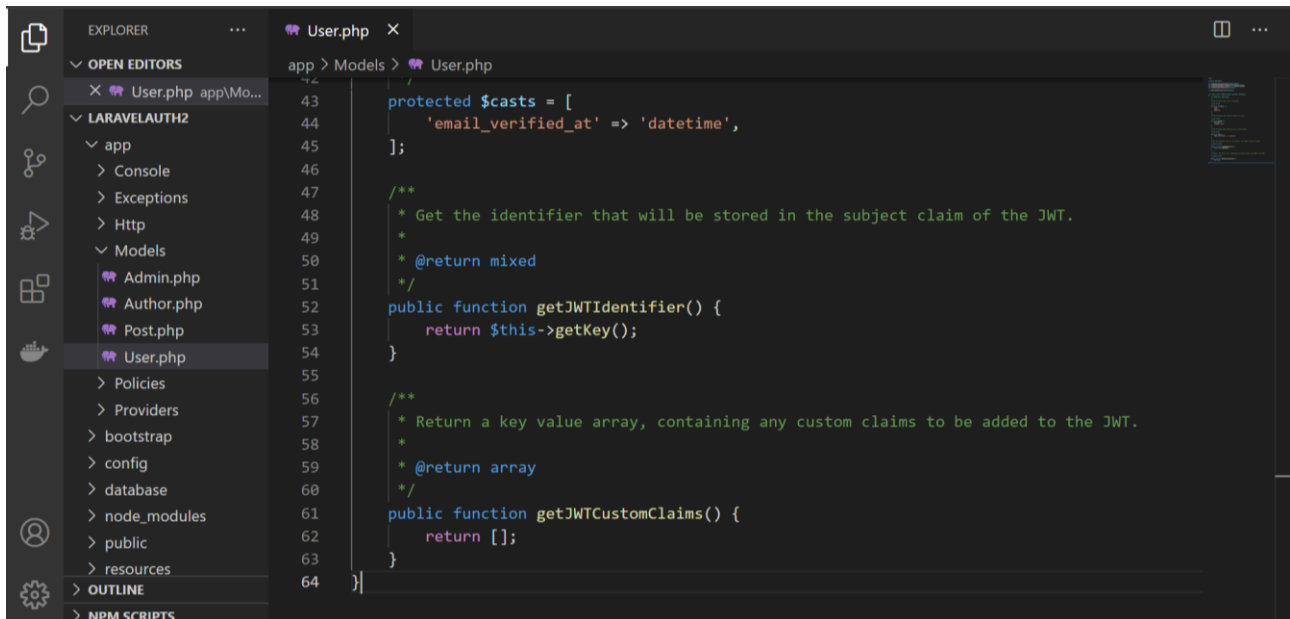 EXPLORER ...
OPEN EDITORS
User.php app\Mo...
LARAVELAUTH2
app
Console
Exceptions
Http
Models
Admin.php
Author.php
Post.php
User.php
Policies
Providers
bootstrap
config
database
node_modules
public
resources
OUTLINE
NPM SCRIPTS
User.php
app > Models > User.php
42 */
43 protected $casts = [
44 'email_verified_at' => 'datetime',
45 ];
46
47 /**
48 * Get the identifier that will be stored in the subject claim of the JWT.
49 *
50 * @return mixed
51 */
52 public function getJWTIdentifier() {
53 return $this->getKey();
54 }
55
56 /**
57 * Return a key value array, containing any custom claims to be added to the JWT.
58 *
59 * @return array
60 */
61 public function getJWTCustomClaims() {
62 return [];
63 }
64 }